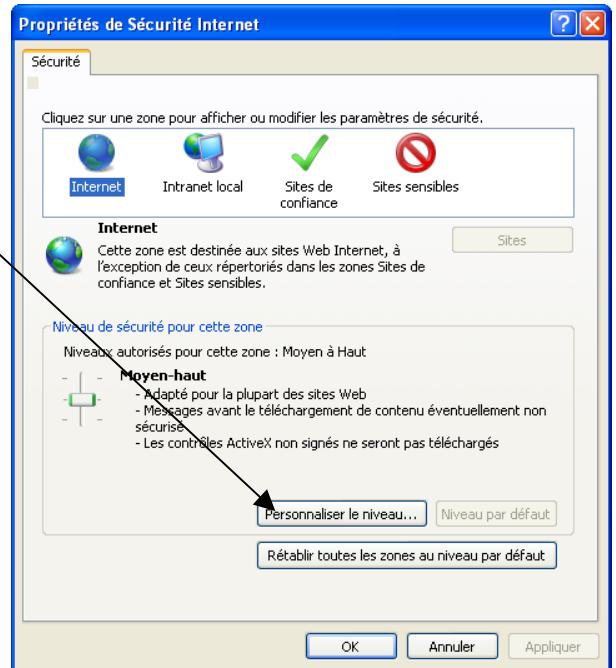 Propriétés de Sécurité Internet
Sécurité
Cliquez sur une zone pour afficher ou modifier les paramètres de sécurité.
Internet
Intranet local
Sites de
confiance
Sites sensibles
Internet
Sites
Cette zone est destinée aux sites Web Internet, à
l'exception de ceux répertoriés dans les zones Sites de
confiance et Sites sensibles.
Niveau de sécurité pour cette zone
Niveaux autorisés pour cette zone : Moyen à Haut
Moyen-haut
- Adapté pour la plupart des sites Web
- Messages avant le téléchargement de contenu éventuellement non
sécurisé
- Les contrôles ActiveX non signés ne seront pas téléchargés
Personnaliser le niveau...
Niveau par défaut
Rétablir toutes les zones au niveau par défaut
OK
Annuler
Appliquer